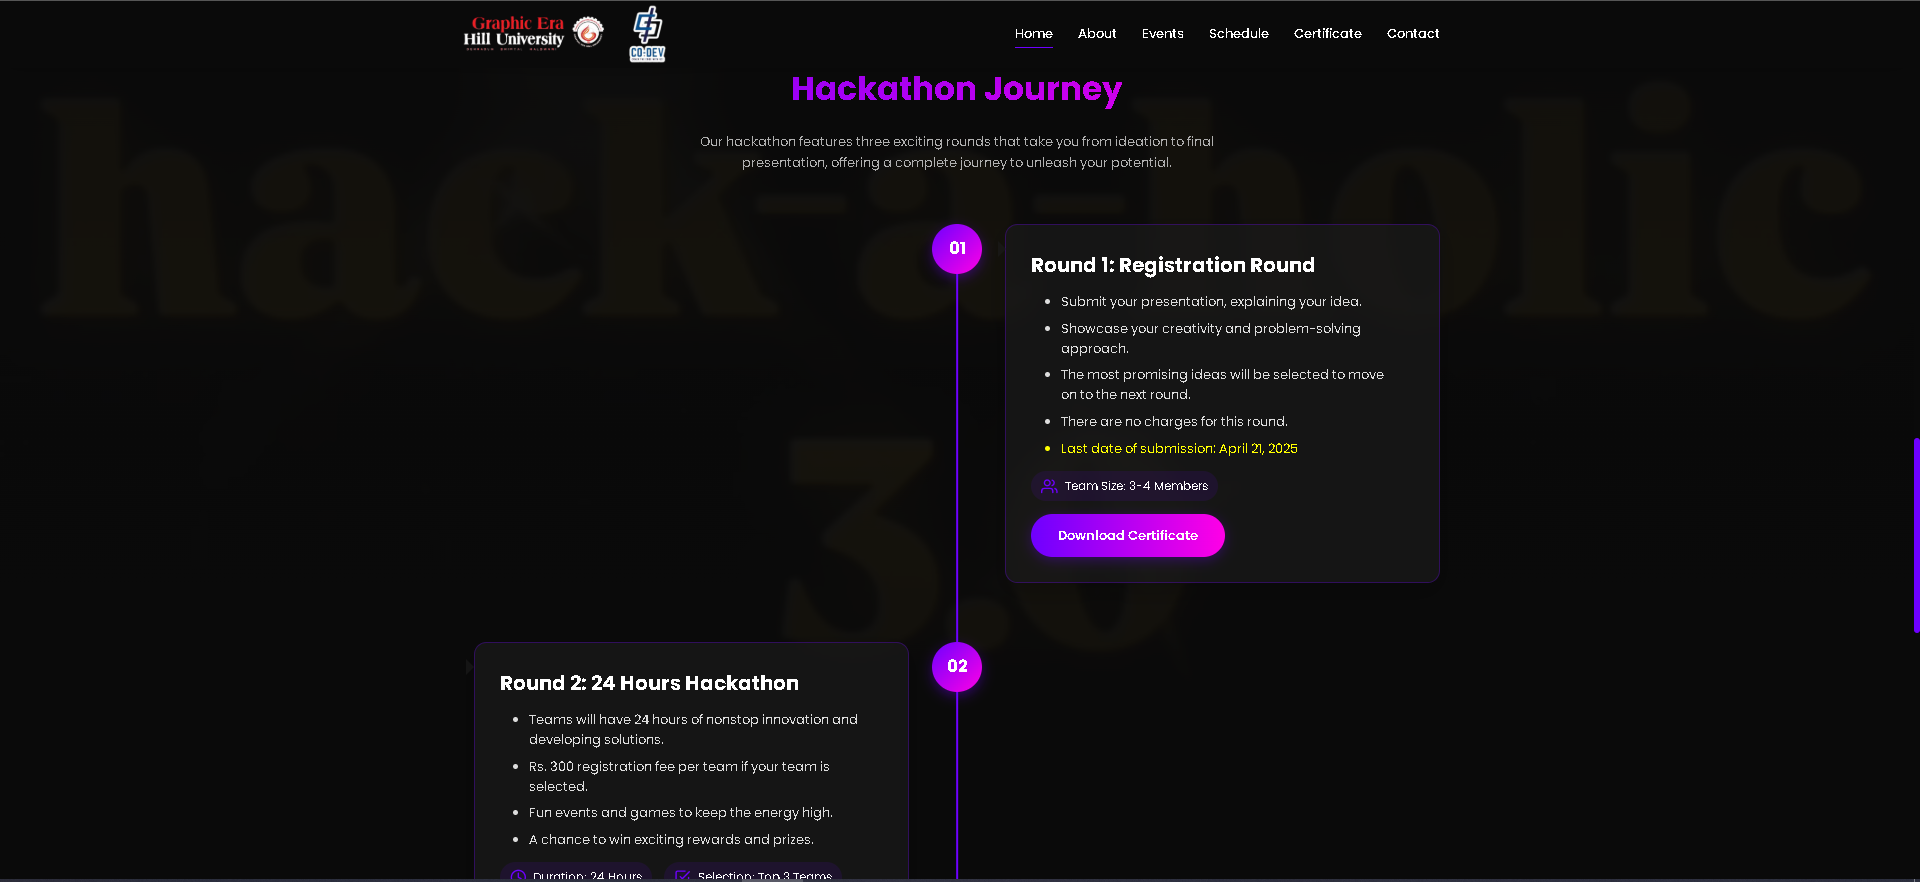 Graphic Era
Hill University
CO-DEV
Home
About
Events
Schedule
Certificate
Contact
hack-a-holic
3.0
Hackathon Journey
Our hackathon features three exciting rounds that take you from ideation to final
presentation, offering a complete journey to unleash your potential.
01
Round 1: Registration Round
Submit your presentation, explaining your idea.
Showcase your creativity and problem-solving
approach.
The most promising ideas will be selected to move
on to the next round.
There are no charges for this round.
Last date of submission: April 21, 2025
Team Size: 3-4 Members
Download Certificate
02
Round 2: 24 Hours Hackathon
Teams will have 24 hours of nonstop innovation and
developing solutions.
Rs. 300 registration fee per team if your team is
selected.
Fun events and games to keep the energy high.
A chance to win exciting rewards and prizes.
Duration: 24 Hours
Selection: Top 3 Teams